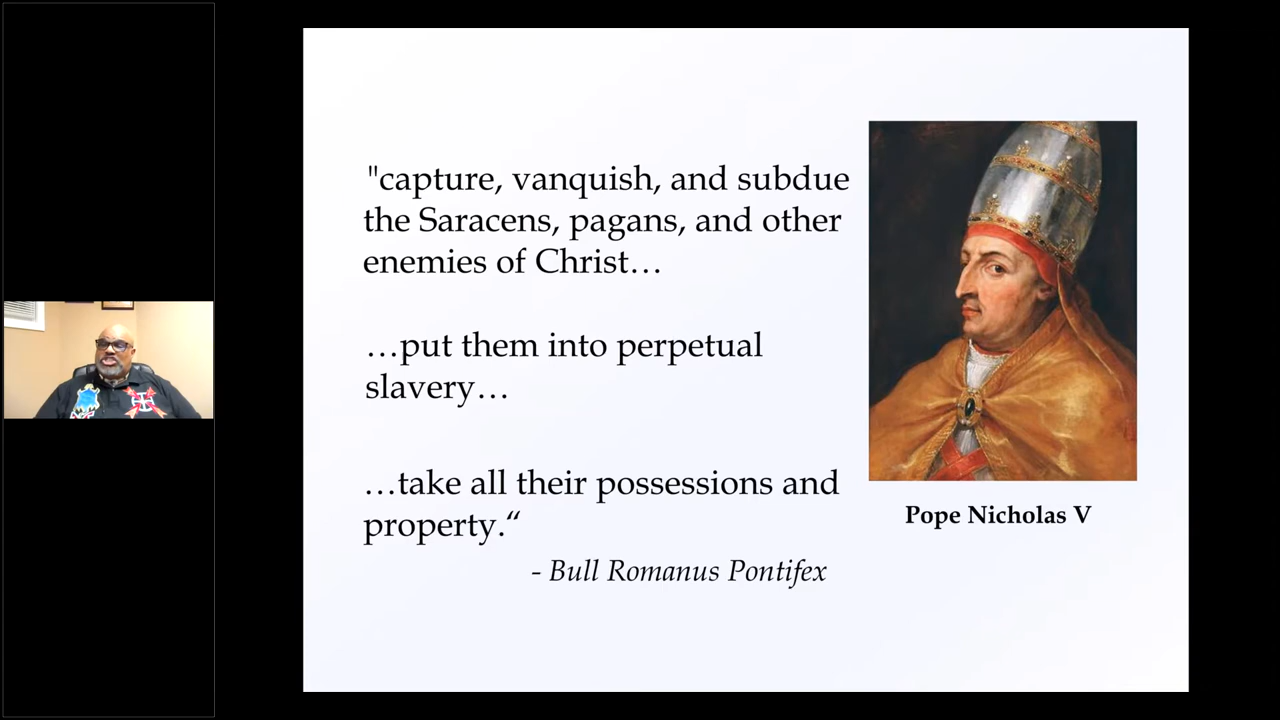 "capture, vanquish, and subdue
the Saracens, pagans, and other
enemies of Christ…
…put them into perpetual
slavery…
…take all their possessions and
property.“
- Bull Romanus Pontifex
Pope Nicholas V